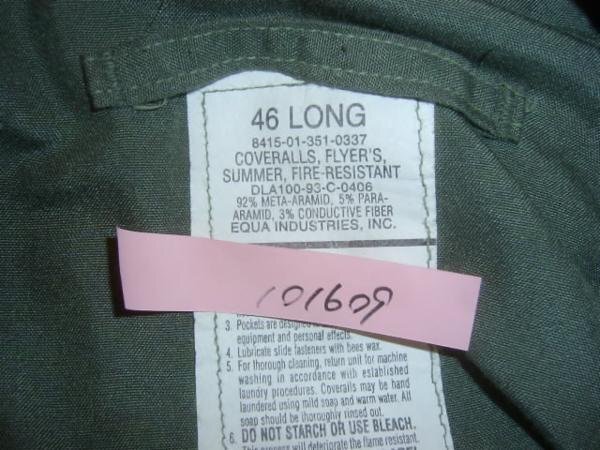 46 LONG
8415-01-351-0337
COVERALLS, FLYER'S,
SUMMER, FIRE-RESISTANT
DLA100-93-C-0406
92% META-ARAMID, 5% PARA-
ARAMID, 3% CONDUCTIVE FIBER
EQUA INDUSTRIES, INC.
101609
3. Pockets are designed
equipment and personal effects.
4. Lubricate slide fasteners with bees wax.
5. For thorough cleaning, return unit for machine
washing in accordance with established
laundry procedures. Coveralls may be hand
laundered using mild soap and warm water. All
soap should be thoroughly rinsed out.
6. DO NOT STARCH OR USE BLEACH.
This process will deteriorate the flame resistant